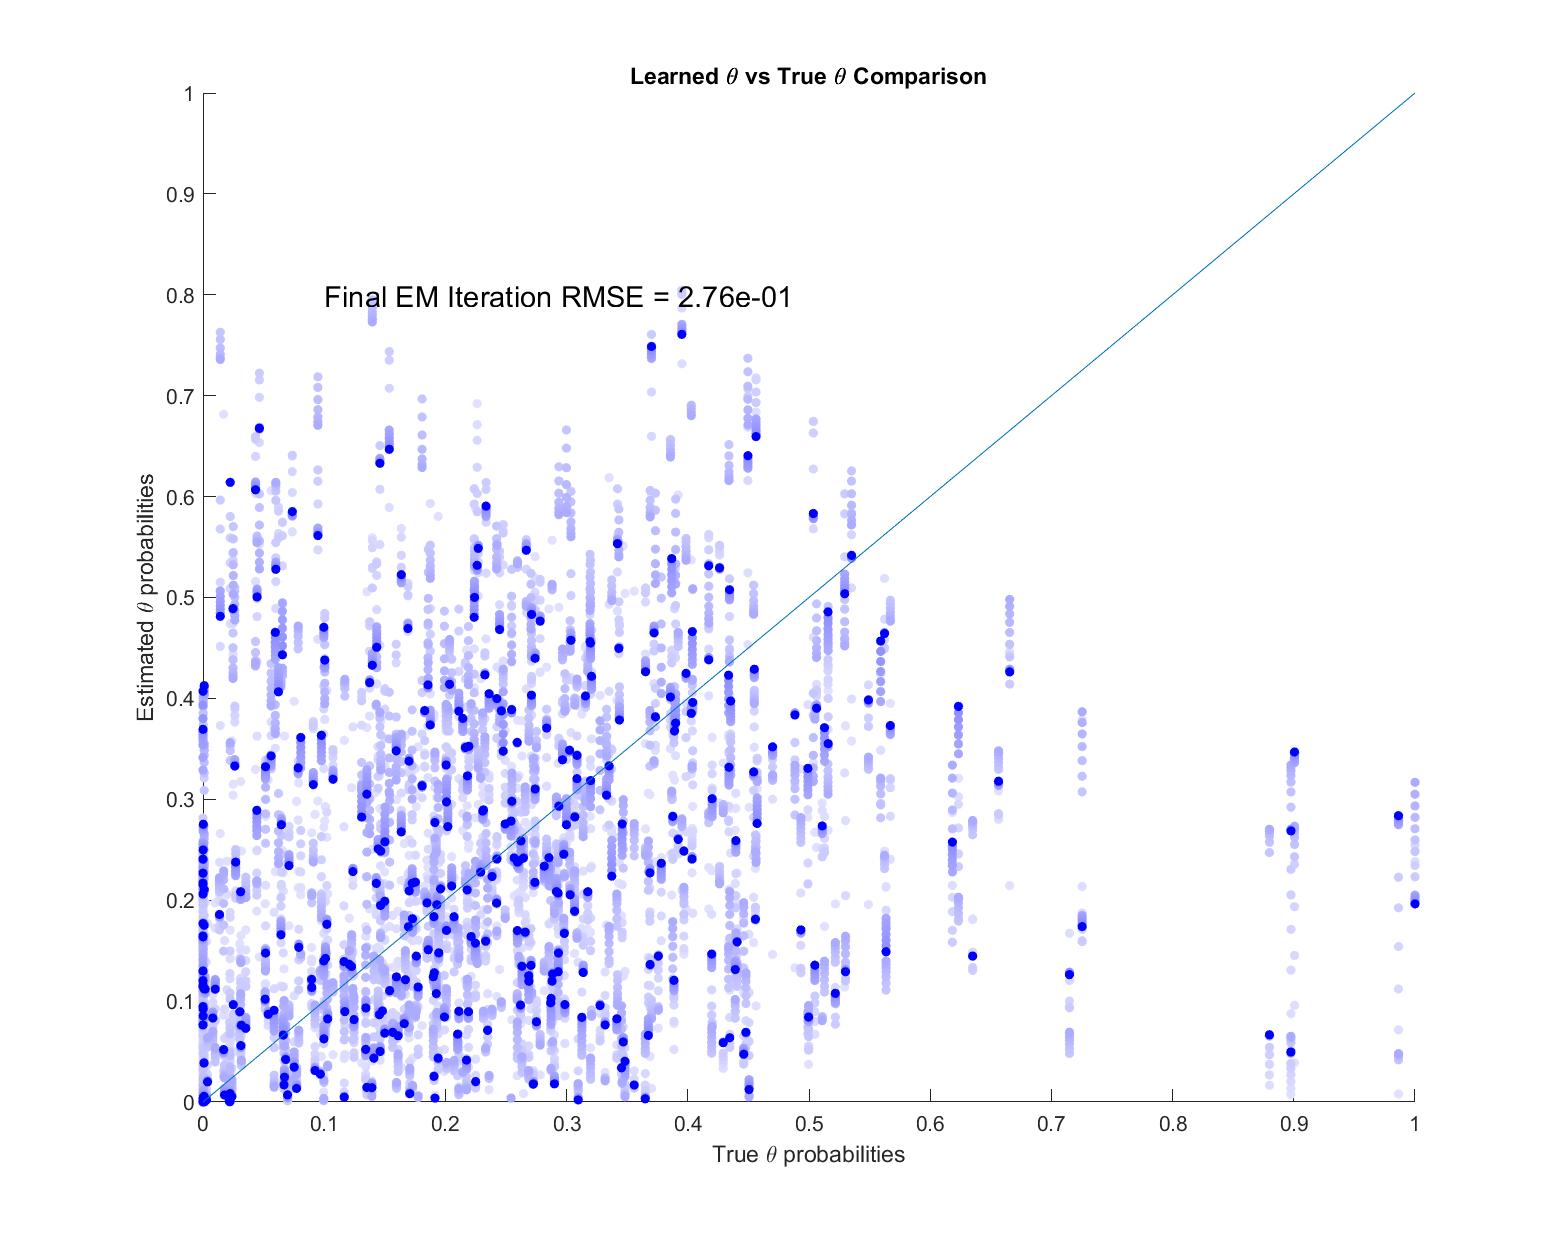 Learned θ vs True θ Comparison
1
0.9
0.8
Final EM Iteration RMSE = 2.76e-01
0.7
0.6
0.5
0.4
0.3
0.2
0.1
0
Estimated θ probabilities
0 0.1 0.2 0.3 0.4 0.5 0.6 0.7 0.8 0.9 1
True θ probabilities